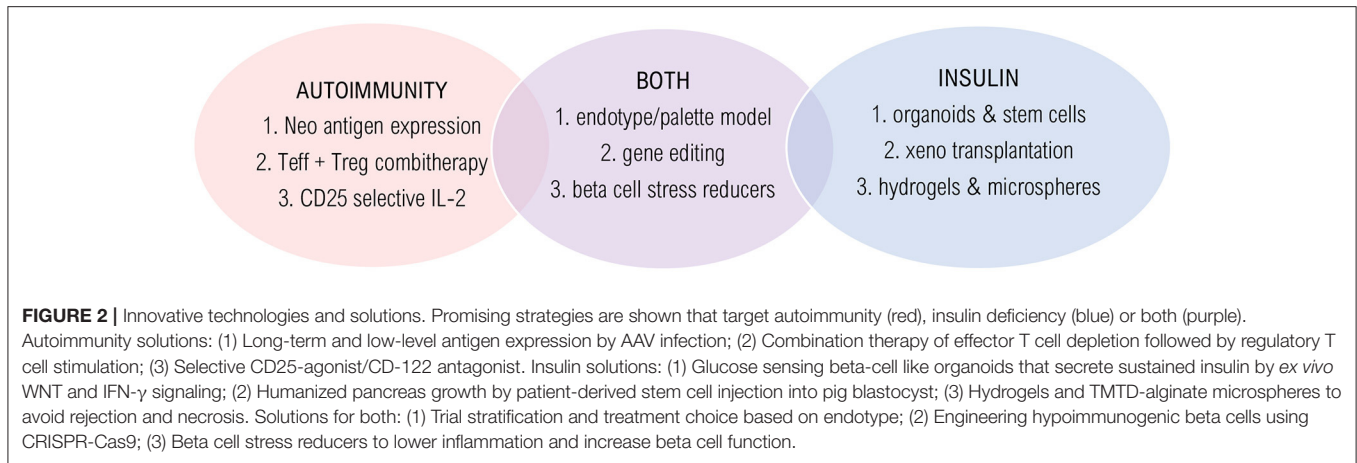 AUTOIMMUNITY
1. Neo antigen expression
2. Teff + Treg combitherapy
3. CD25 selective IL-2
BOTH
1. endotype/palette model
2. gene editing
3. beta cell stress reducers
INSULIN
1. organoids & stem cells
2. xeno transplantation
3. hydrogels & microspheres
FIGURE 2 | Innovative technologies and solutions. Promising strategies are shown that target autoimmunity (red), insulin deficiency (blue) or both (purple).
Autoimmunity solutions: (1) Long-term and low-level antigen expression by AAV infection; (2) Combination therapy of effector T cell depletion followed by regulatory T
cell stimulation; (3) Selective CD25-agonist/CD-122 antagonist. Insulin solutions: (1) Glucose sensing beta-cell like organoids that secrete sustained insulin by ex vivo
WNT and IFN-γ signaling; (2) Humanized pancreas growth by patient-derived stem cell injection into pig blastocyst; (3) Hydrogels and TMTD-alginate microspheres to
avoid rejection and necrosis. Solutions for both: (1) Trial stratification and treatment choice based on endotype; (2) Engineering hypoimmunogenic beta cells using
CRISPR-Cas9; (3) Beta cell stress reducers to lower inflammation and increase beta cell function.